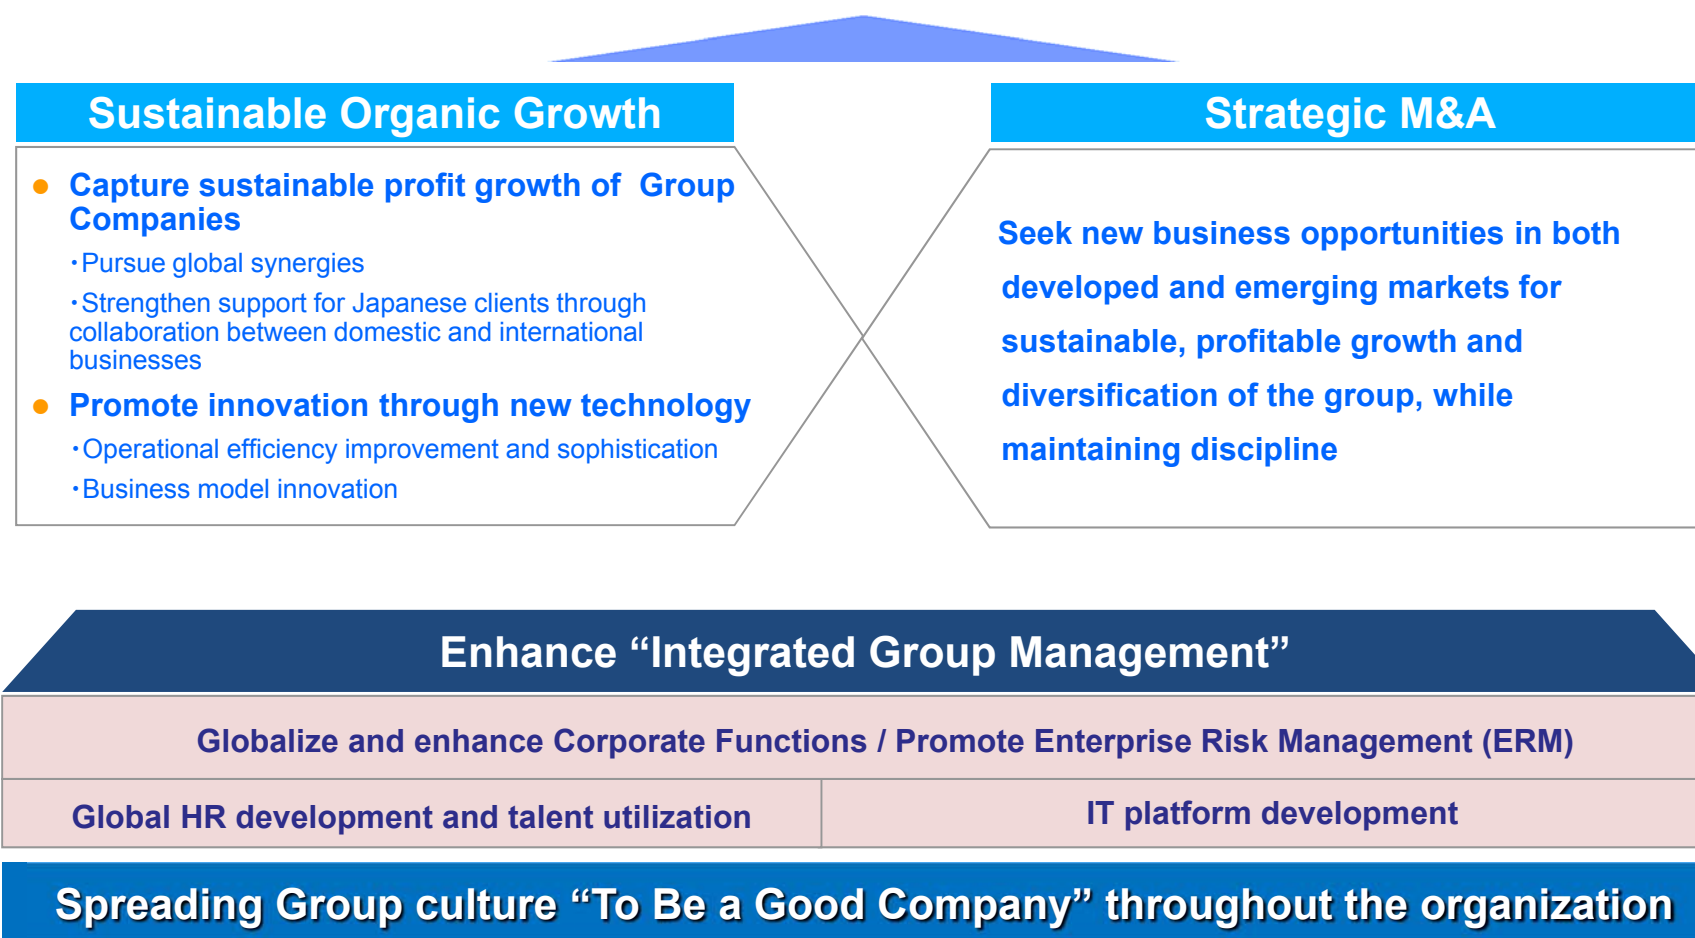 Sustainable Organic Growth
● Capture sustainable profit growth of Group
Companies
・Pursue global synergies
・Strengthen support for Japanese clients through
collaboration between domestic and international
businesses
● Promote innovation through new technology
・Operational efficiency improvement and sophistication
・Business model innovation
Strategic M&A
Seek new business opportunities in both
developed and emerging markets for
sustainable, profitable growth and
diversification of the group, while
maintaining discipline
Enhance “Integrated Group Management”
Globalize and enhance Corporate Functions / Promote Enterprise Risk Management (ERM)
Global HR development and talent utilization
IT platform development
Spreading Group culture “To Be a Good Company” throughout the organization